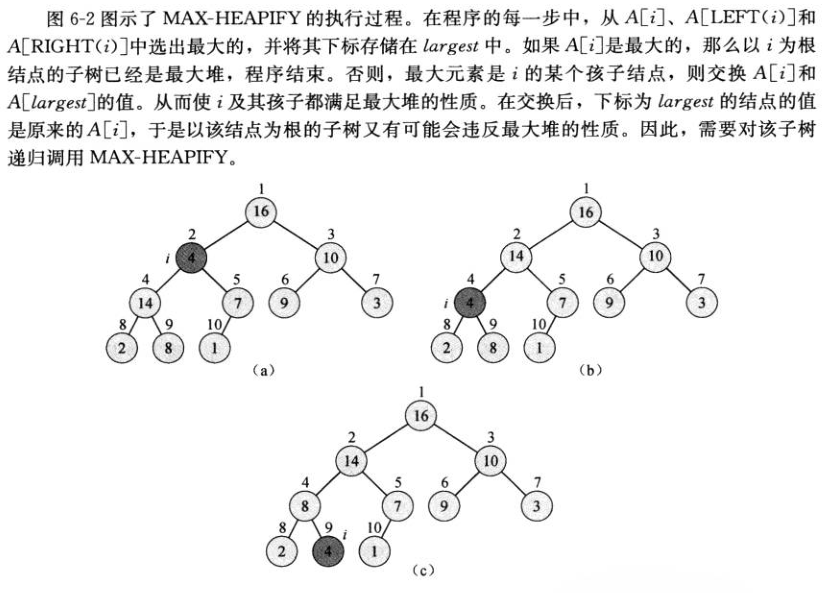 图 6-2 图示了 MAX-HEAPIFY 的执行过程。在程序的每一步中，从 A[i]、A[LEFT(i)]和
A[RIGHT(i)]中选出最大的，并将其下标存储在 largest 中。如果 A[i]是最大的，那么以 i 为根
结点的子树已经是最大堆，程序结束。否则，最大元素是 i 的某个孩子结点，则交换 A[i]和
A[largest]的值。从而使 i 及其孩子都满足最大堆的性质。在交换后，下标为 largest 的结点的值
是原来的A[i]，于是以该结点为根的子树又有可能会违反最大堆的性质。因此，需要对该子树
递归调用 MAX-HEAPIFY。
1 1
16 16
2 3 2 3
i 4 10 14 10
4 5 6 7 4 5 6 7
14 7 9 3 i 4 7 9 3
8 9 10 8 9 10
2 8 1 2 8 1
(a) (b)
1
16
2 3
14 10
4 5 6 7
8 7 9 3
8 9 i 10
2 4 1
(c)